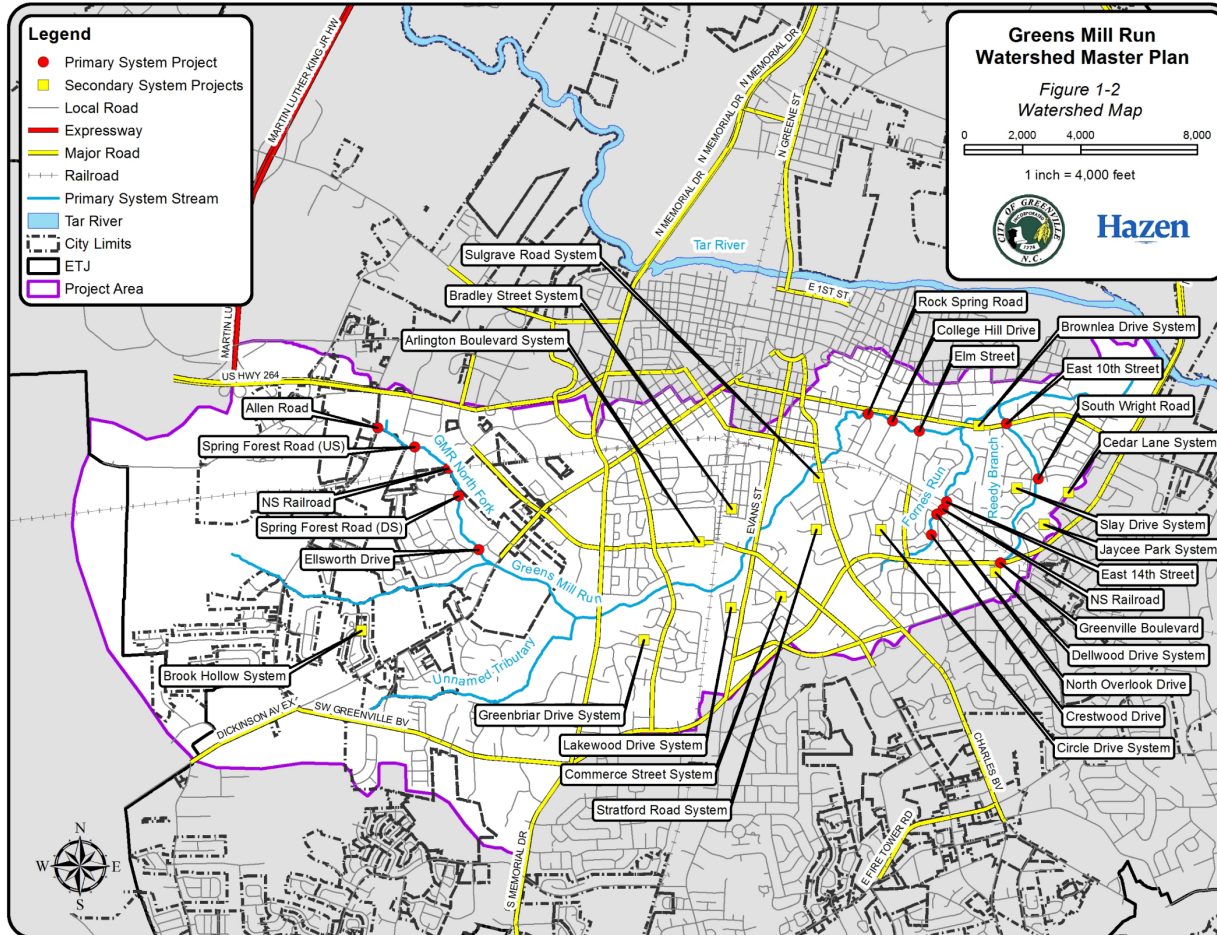 Legend
Primary System Project
Secondary System Projects
Local Road
Expressway
Major Road
Railroad
Primary System Stream
Tar River
City Limits
ETJ
Project Area
Greens Mill Run
Watershed Master Plan
Figure 1-2
Watershed Map
0 2,000 4,000 8,000
1 inch = 4,000 feet
CITY OF GREENVILLE
INCORPORATED
1774
N.C.
Hazen
MARTIN LUTHER KING JR HW
N MEMORIAL DR
N MEMORIAL DR
N MEMORIAL DR
N GREENE ST
Tar River
E 1ST ST
MARTIN LU
US HWY 264
Sulgrave Road System
Bradley Street System
Arlington Boulevard System
Rock Spring Road
College Hill Drive
Elm Street
Brownlea Drive System
East 10th Street
South Wright Road
Cedar Lane System
Allen Road
Spring Forest Road (US)
NS Railroad
Spring Forest Road (DS)
Ellsworth Drive
GMR North Fork
Greens Mill Run
Unnamed Tributary
EVANS ST
Fornes Run
Reedy Branch
Slay Drive System
Jaycee Park System
East 14th Street
NS Railroad
Greenville Boulevard
Dellwood Drive System
North Overlook Drive
Crestwood Drive
Circle Drive System
Brook Hollow System
Greenbriar Drive System
Lakewood Drive System
Commerce Street System
Stratford Road System
DICKINSON AV EX
SW GREENVILLE BV
S MEMORIAL DR
CHARLES BV
E FIRE TOWER RD
N
W E
S